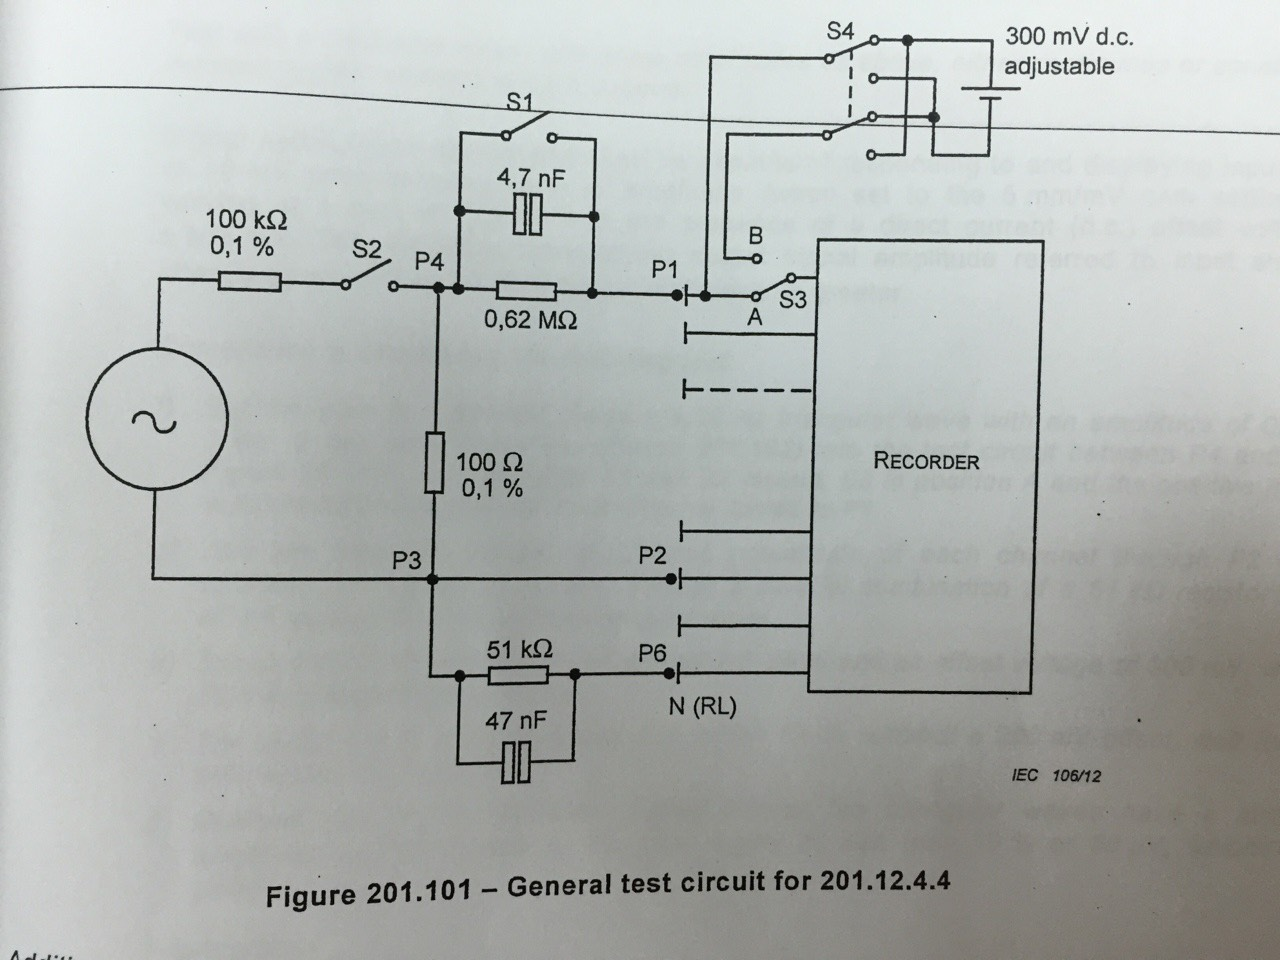 S4
300 mV d.c.
adjustable
S1
4,7 nF
100 kΩ
0,1 %
S2
P4
B
P1
S3
0,62 MΩ
A
RECORDER
100 Ω
0,1 %
P3
P2
51 kΩ
P6
N (RL)
47 nF
IEC 106/12
Figure 201.101 – General test circuit for 201.12.4.4